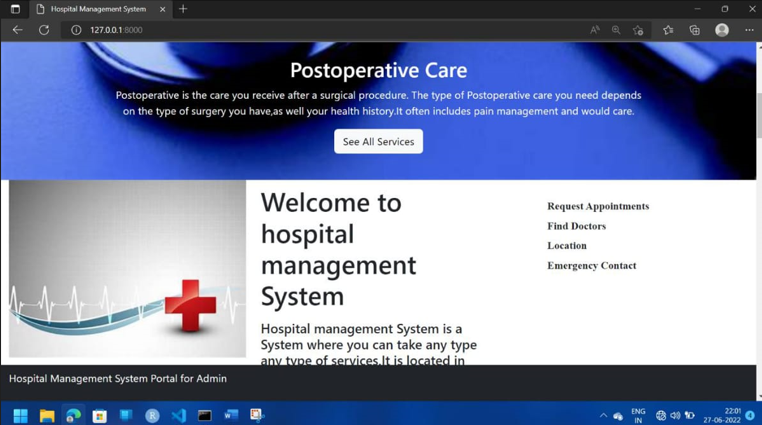 Hospital Management System
127.0.0.1:8000
Postoperative Care
Postoperative is the care you receive after a surgical procedure. The type of Postoperative care you need depends
on the type of surgery you have,as well your health history.It often includes pain management and would care.
See All Services
Welcome to
hospital
management
System
Hospital management System is a
System where you can take any type
any type of services.It is located in
Request Appointments
Find Doctors
Location
Emergency Contact
Hospital Management System Portal for Admin
ENG
IN
22:01
27-06-2022
4